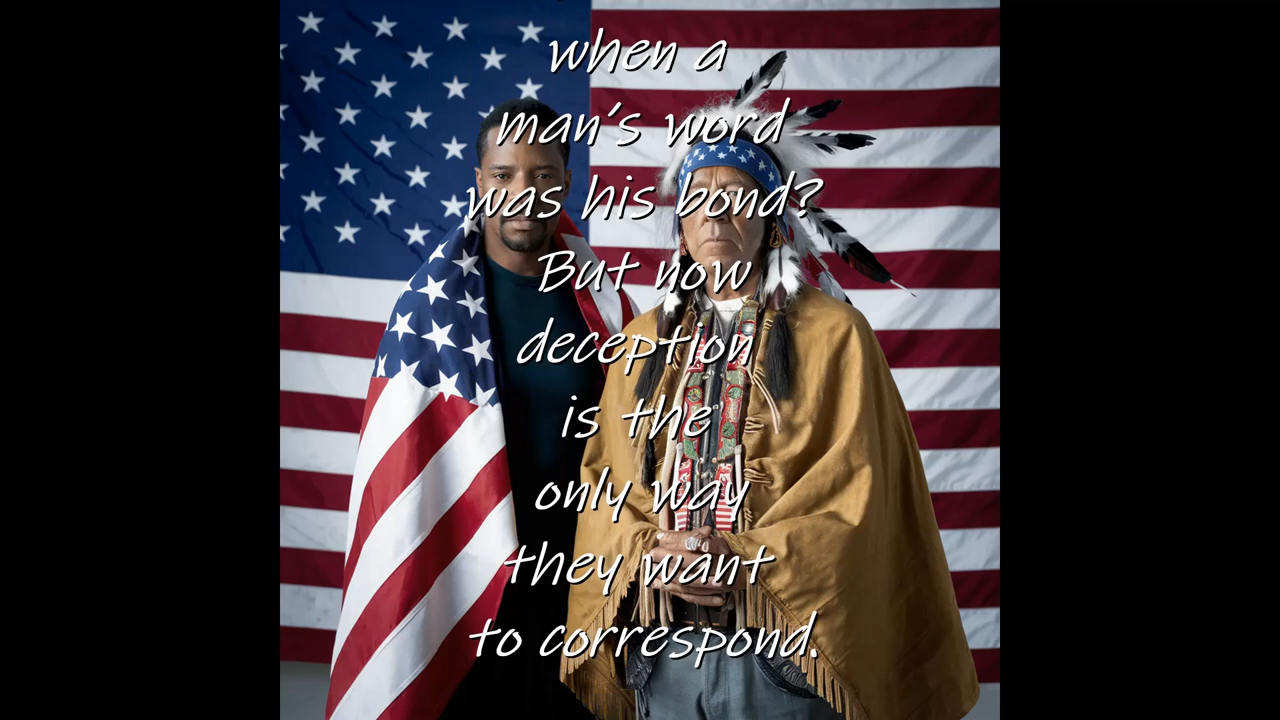 when a
man's word
was his bond?
But now
deception
is the
only way
they want
to correspond.